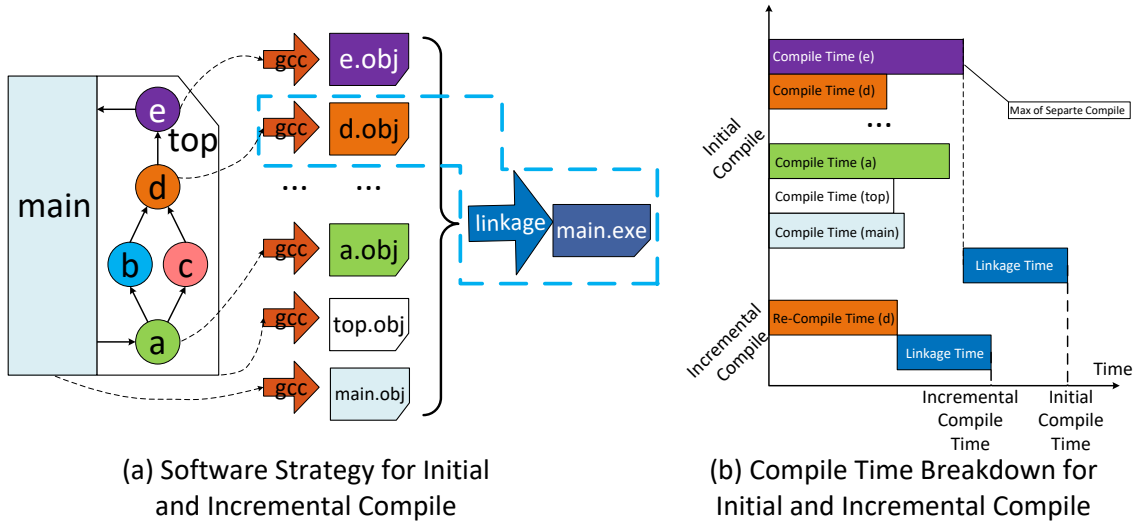 main
e
top
d
b
c
a
gcc
e.obj
gcc
d.obj
... ...
gcc
a.obj
gcc
top.obj
gcc
main.obj
linkage
main.exe
(a) Software Strategy for Initial
and Incremental Compile
Initial
Compile
Compile Time (e)
Compile Time (d)
...
Compile Time (a)
Compile Time (top)
Compile Time (main)
Max of Separte Compile
Linkage Time
Incremental
Compile
Re-Compile Time (d)
Linkage Time
Time
Incremental
Compile
Time
Initial
Compile
Time
(b) Compile Time Breakdown for
Initial and Incremental Compile